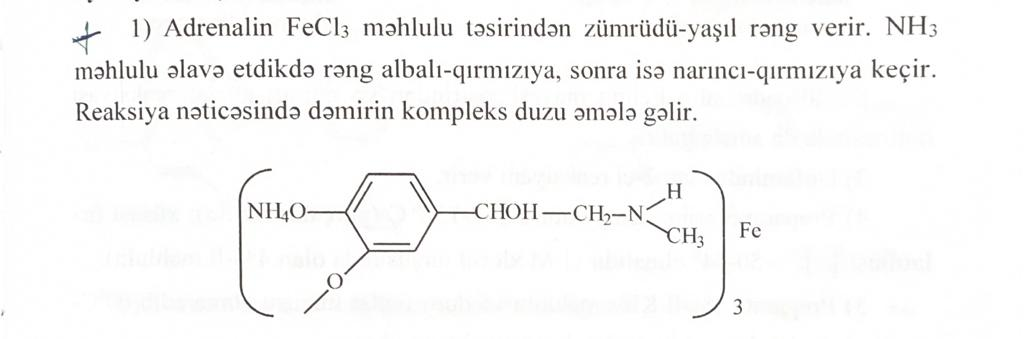 1) Adrenalin FeCl₃ məhlulu təsirindən zümrüdü-yaşıl rəng verir. NH₃
məhlulu əlavə etdikdə rəng albalı-qırmızıya, sonra isə narıncı-qırmızıya keçir.
Reaksiya nəticəsində dəmirin kompleks duzu əmələ gəlir.
H
NH₄O CHOH CH₂–N
CH₃ Fe
O
3